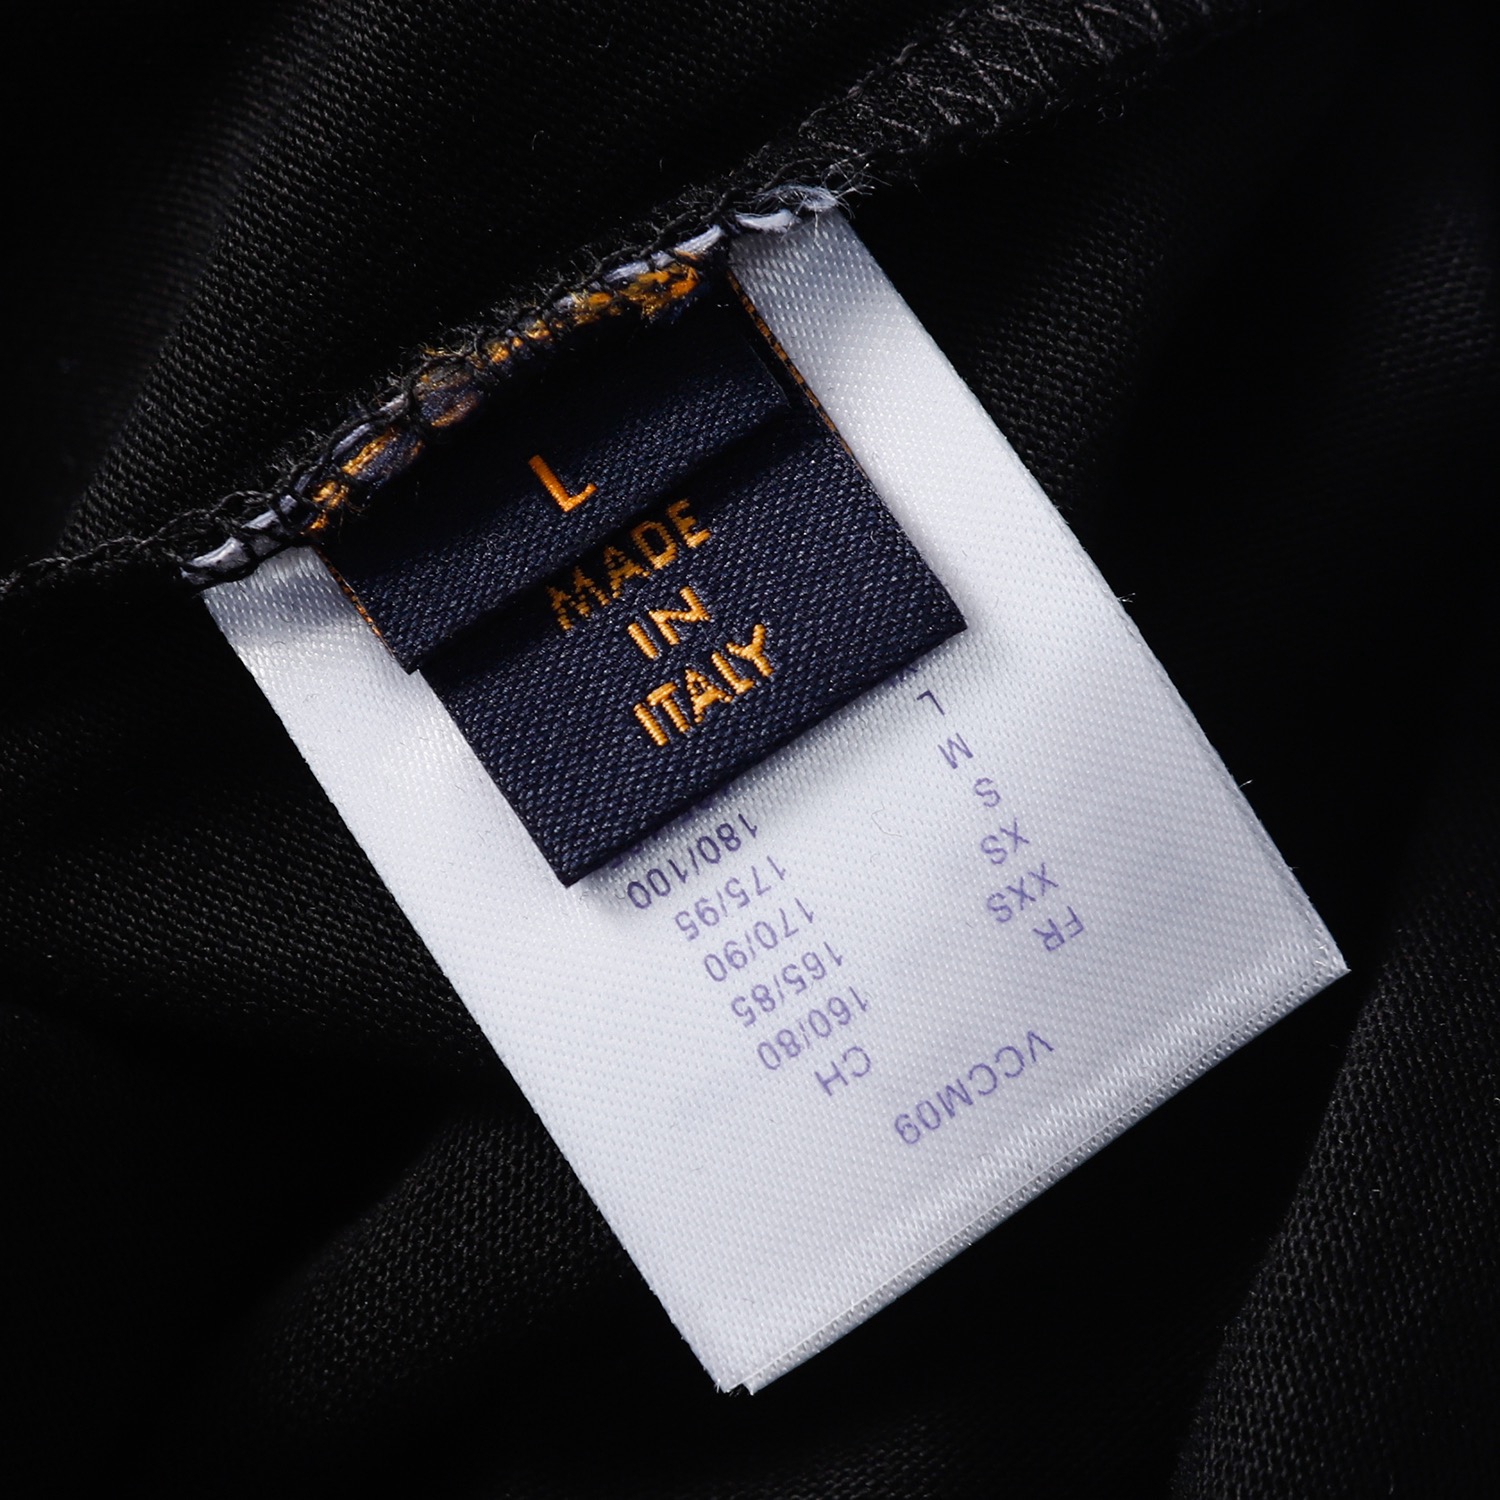 L
MADE
IN
ITALY
VCCM09
FR CH
XXS 160/80
XS 165/85
S 170/90
M 175/95
L 180/100